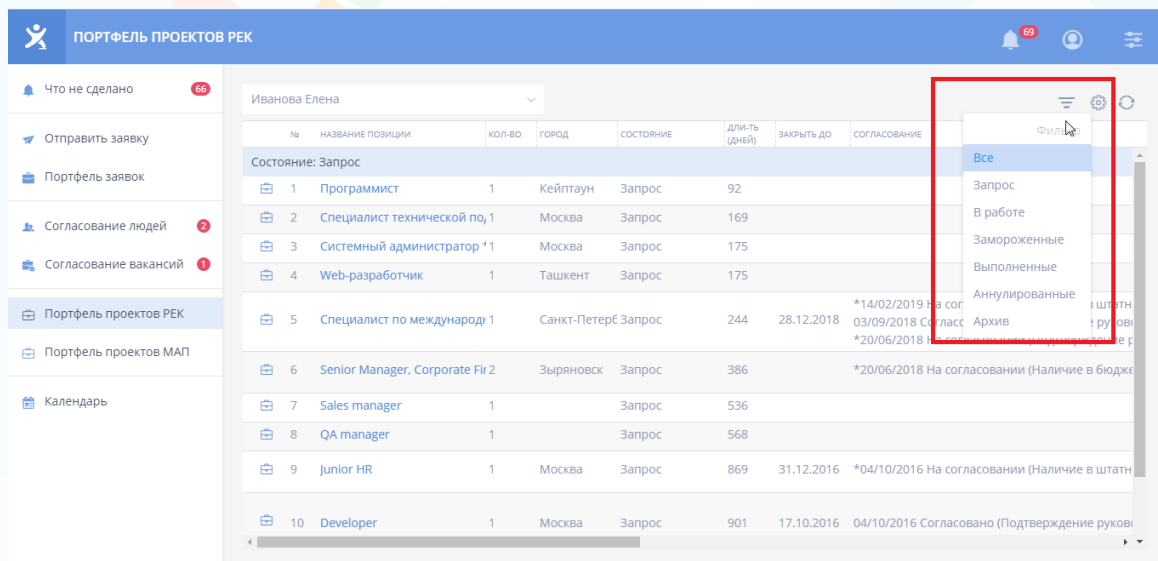 ПОРТФЕЛЬ ПРОЕКТОВ РЕК
69
Что не сделано 66
Отправить заявку
Портфель заявок
Согласование людей 2
Согласование вакансий 1
Портфель проектов РЕК
Портфель проектов МАП
Календарь
Иванова Елена
№ НАЗВАНИЕ ПОЗИЦИИ КОЛ-ВО ГОРОД СОСТОЯНИЕ ДЛИ-ТЬ (ДНЕЙ) ЗАКРЫТЬ ДО СОГЛАСОВАНИЕ
Состояние: Запрос
1 Программист 1 Кейптаун Запрос 92
2 Специалист технической по 1 Москва Запрос 169
3 Системный администратор * 1 Москва Запрос 175
4 Web-разработчик 1 Ташкент Запрос 175
5 Специалист по международн 1 Санкт-Петерб Запрос 244 28.12.2018
*14/02/2019 На сог в штатн
03/09/2018 Соглас руково
*20/06/2018
6 Senior Manager, Corporate Fir 2 Зыряновск Запрос 386 *20/06/2018 На согласовании (Наличие в бюдже
7 Sales manager 1 Запрос 536
8 QA manager 1 Запрос 568
9 Junior HR 1 Москва Запрос 869 31.12.2016 *04/10/2016 На согласовании (Наличие в штатн
10 Developer 1 Москва Запрос 901 17.10.2016 04/10/2016 Согласовано (Подтверждение руково
Фильтр
Все
Запрос
В работе
Замороженные
Выполненные
Аннулированные
Архив